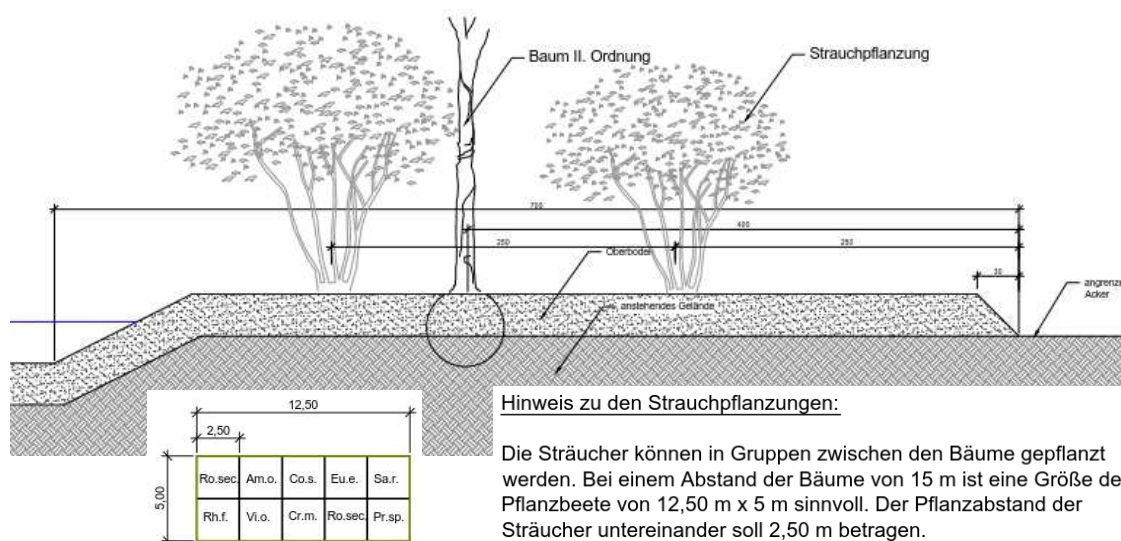 Baum II. Ordnung
Strauchpflanzung
700
400
250
250
Oberboden
30
anstehendes Gelände
angrenze
Acker
12,50
2,50
5,00
Ro.sec. Am.o. Co.s. Eu.e. Sa.r.
Rh.f. Vi.o. Cr.m. Ro.sec. Pr.sp.
Hinweis zu den Strauchpflanzungen:
Die Sträucher können in Gruppen zwischen den Bäume gepflanzt
werden. Bei einem Abstand der Bäume von 15 m ist eine Größe de
Pflanzbeete von 12,50 m x 5 m sinnvoll. Der Pflanzabstand der
Sträucher untereinander soll 2,50 m betragen.